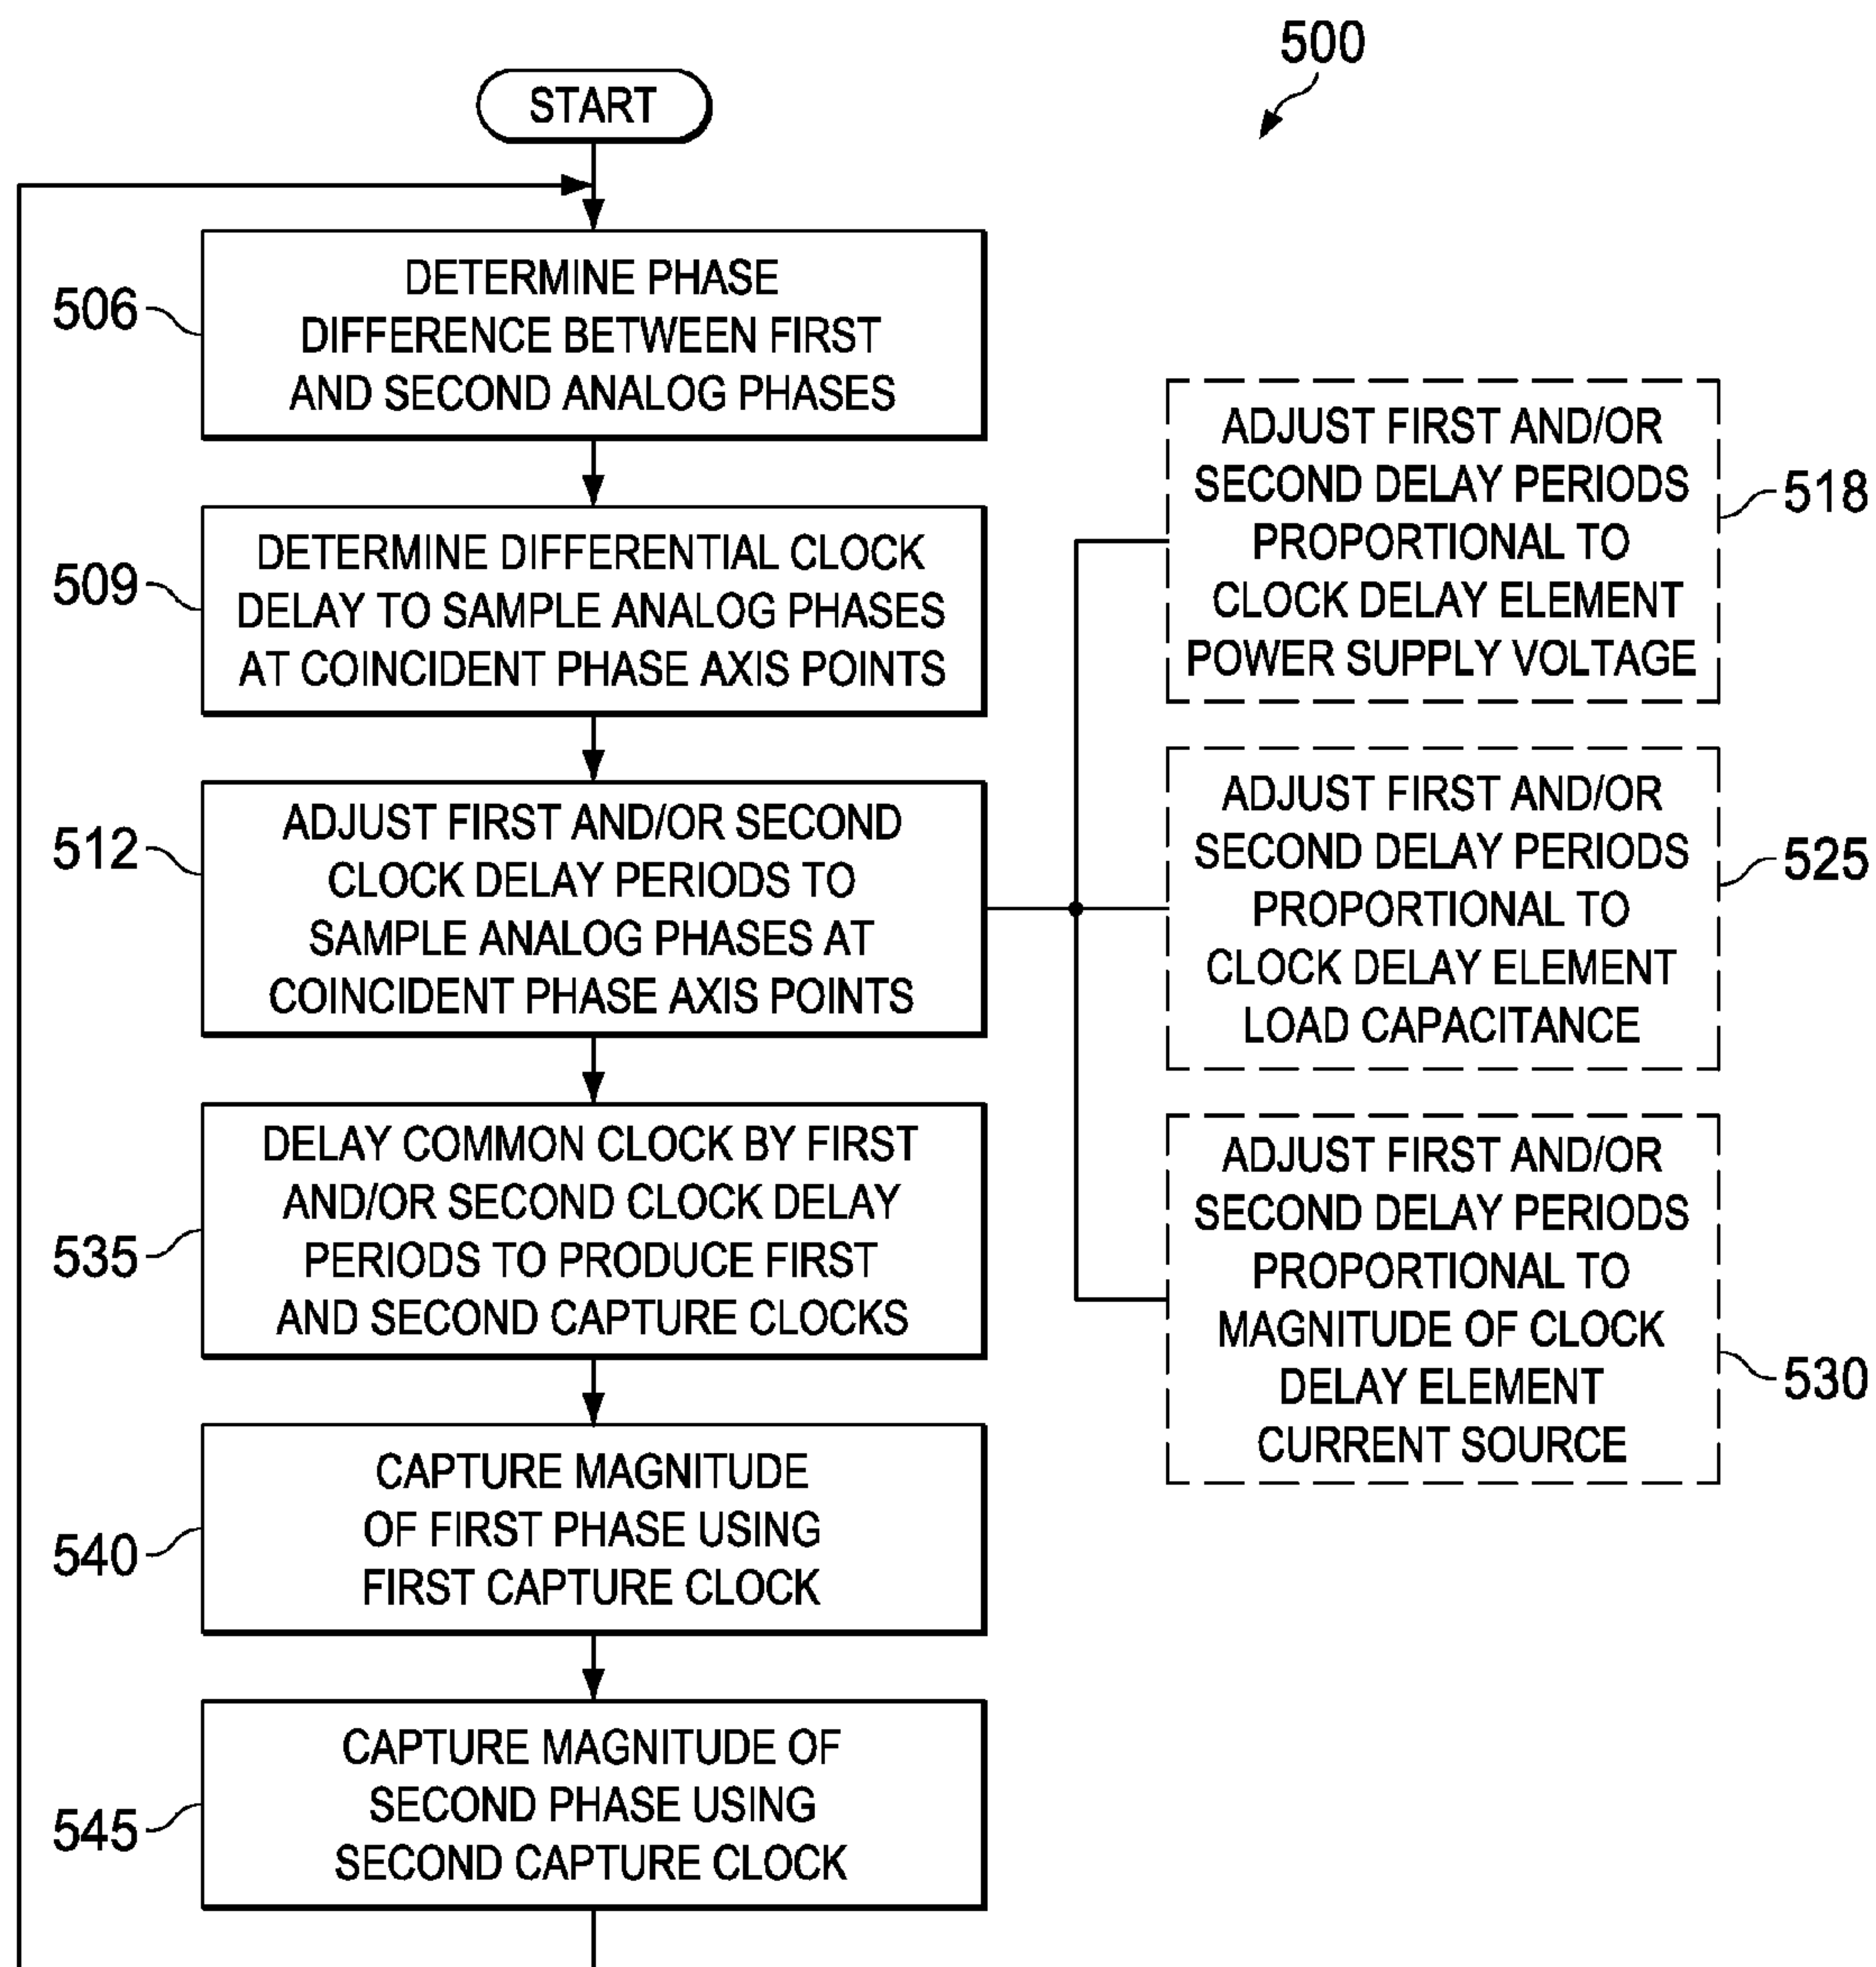 500
START
506
DETERMINE PHASE
DIFFERENCE BETWEEN FIRST
AND SECOND ANALOG PHASES
509
DETERMINE DIFFERENTIAL CLOCK
DELAY TO SAMPLE ANALOG PHASES
AT COINCIDENT PHASE AXIS POINTS
512
ADJUST FIRST AND/OR SECOND
CLOCK DELAY PERIODS TO
SAMPLE ANALOG PHASES AT
COINCIDENT PHASE AXIS POINTS
ADJUST FIRST AND/OR
SECOND DELAY PERIODS
PROPORTIONAL TO
CLOCK DELAY ELEMENT
POWER SUPPLY VOLTAGE
518
ADJUST FIRST AND/OR
SECOND DELAY PERIODS
PROPORTIONAL TO
CLOCK DELAY ELEMENT
LOAD CAPACITANCE
525
ADJUST FIRST AND/OR
SECOND DELAY PERIODS
PROPORTIONAL TO
MAGNITUDE OF CLOCK
DELAY ELEMENT
CURRENT SOURCE
530
535
DELAY COMMON CLOCK BY FIRST
AND/OR SECOND CLOCK DELAY
PERIODS TO PRODUCE FIRST
AND SECOND CAPTURE CLOCKS
540
CAPTURE MAGNITUDE
OF FIRST PHASE USING
FIRST CAPTURE CLOCK
545
CAPTURE MAGNITUDE OF
SECOND PHASE USING
SECOND CAPTURE CLOCK